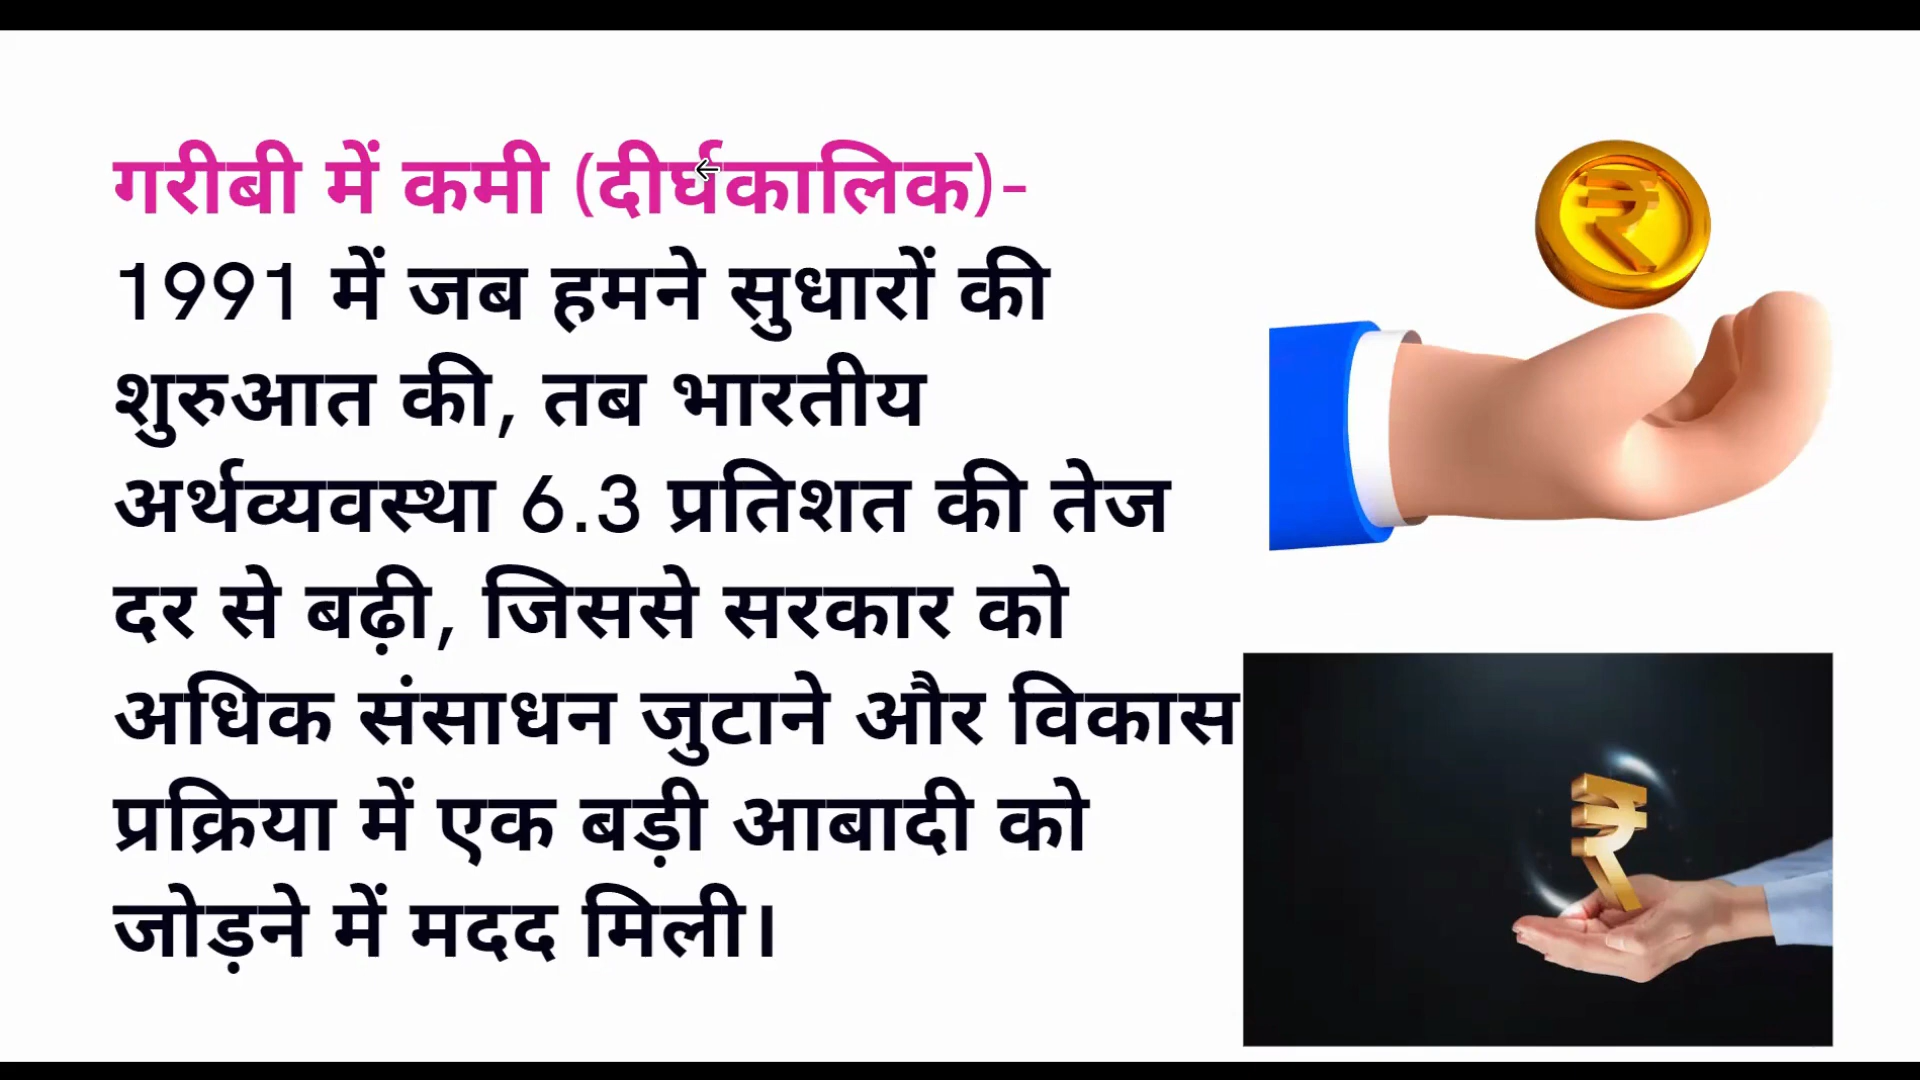 गरीबी में कमी (दीर्घकालिक)-
1991 में जब हमने सुधारों की
शुरुआत की, तब भारतीय
अर्थव्यवस्था 6.3 प्रतिशत की तेज
दर से बढ़ी, जिससे सरकार को
अधिक संसाधन जुटाने और विकास
प्रक्रिया में एक बड़ी आबादी को
जोड़ने में मदद मिली।